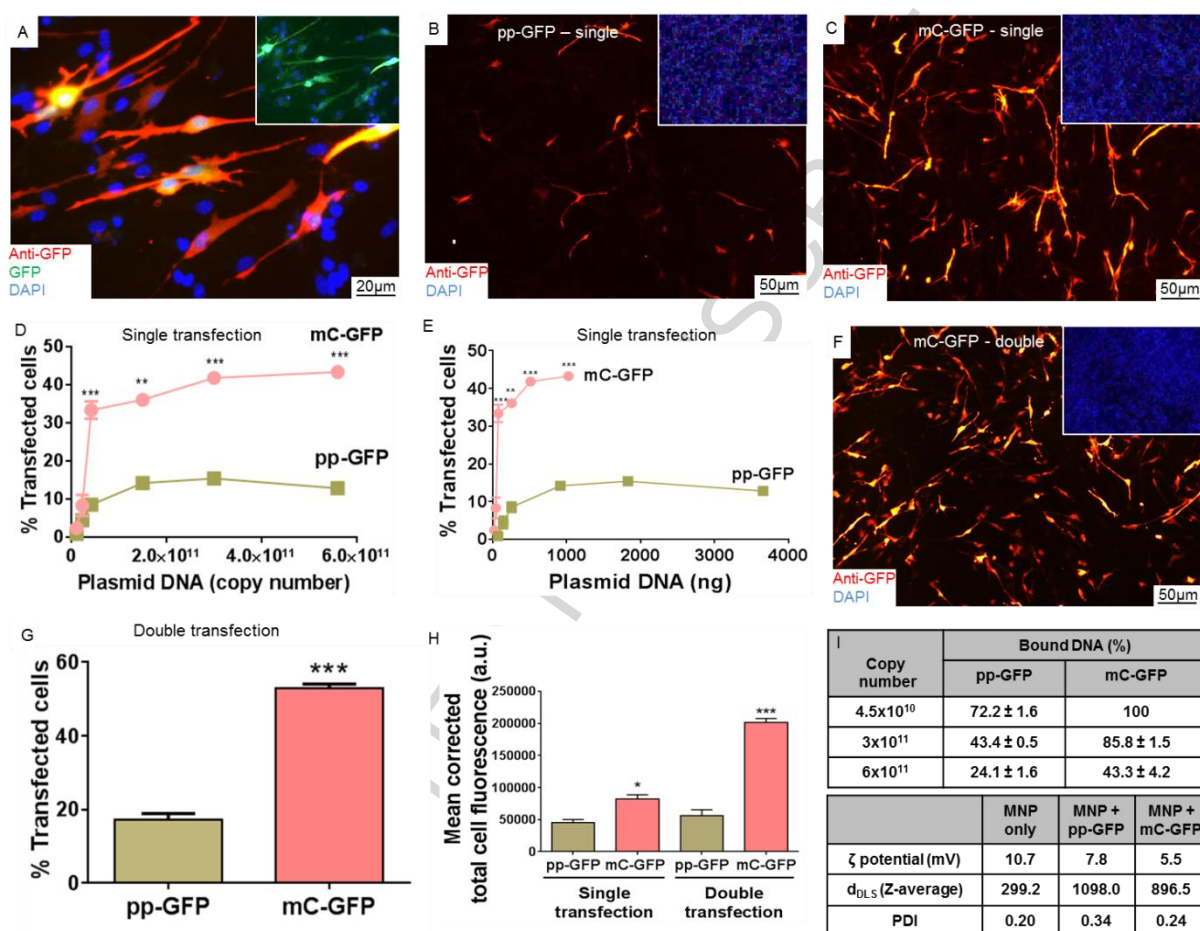 A
Anti-GFP
GFP
DAPI
20µm
B
pp-GFP – single
Anti-GFP
DAPI
50µm
C
mC-GFP - single
Anti-GFP
DAPI
50µm
D
Single transfection
mC-GFP
*** ** *** ***
pp-GFP
% Transfected cells
50
40
30
20
10
0
0 2.0×10¹¹ 4.0×10¹¹ 6.0×10¹¹
Plasmid DNA (copy number)
E
Single transfection
*** ** *** ***
mC-GFP
pp-GFP
% Transfected cells
50
40
30
20
10
0
0 1000 2000 3000 4000
Plasmid DNA (ng)
F
mC-GFP - double
Anti-GFP
DAPI
50µm
G
Double transfection
% Transfected cells
60
40
20
0
***
pp-GFP mC-GFP
H
Mean corrected
total cell fluorescence (a.u.)
250000
200000
150000
100000
50000
0
* ***
pp-GFP mC-GFP pp-GFP mC-GFP
Single transfection Double transfection
I
Copy number Bound DNA (%)
pp-GFP mC-GFP
4.5x10¹⁰ 72.2 ± 1.6 100
3x10¹¹ 43.4 ± 0.5 85.8 ± 1.5
6x10¹¹ 24.1 ± 1.6 43.3 ± 4.2
MNP only MNP + pp-GFP MNP + mC-GFP
ζ potential (mV) 10.7 7.8 5.5
d_DLS (Z-average) 299.2 1098.0 896.5
PDI 0.20 0.34 0.24